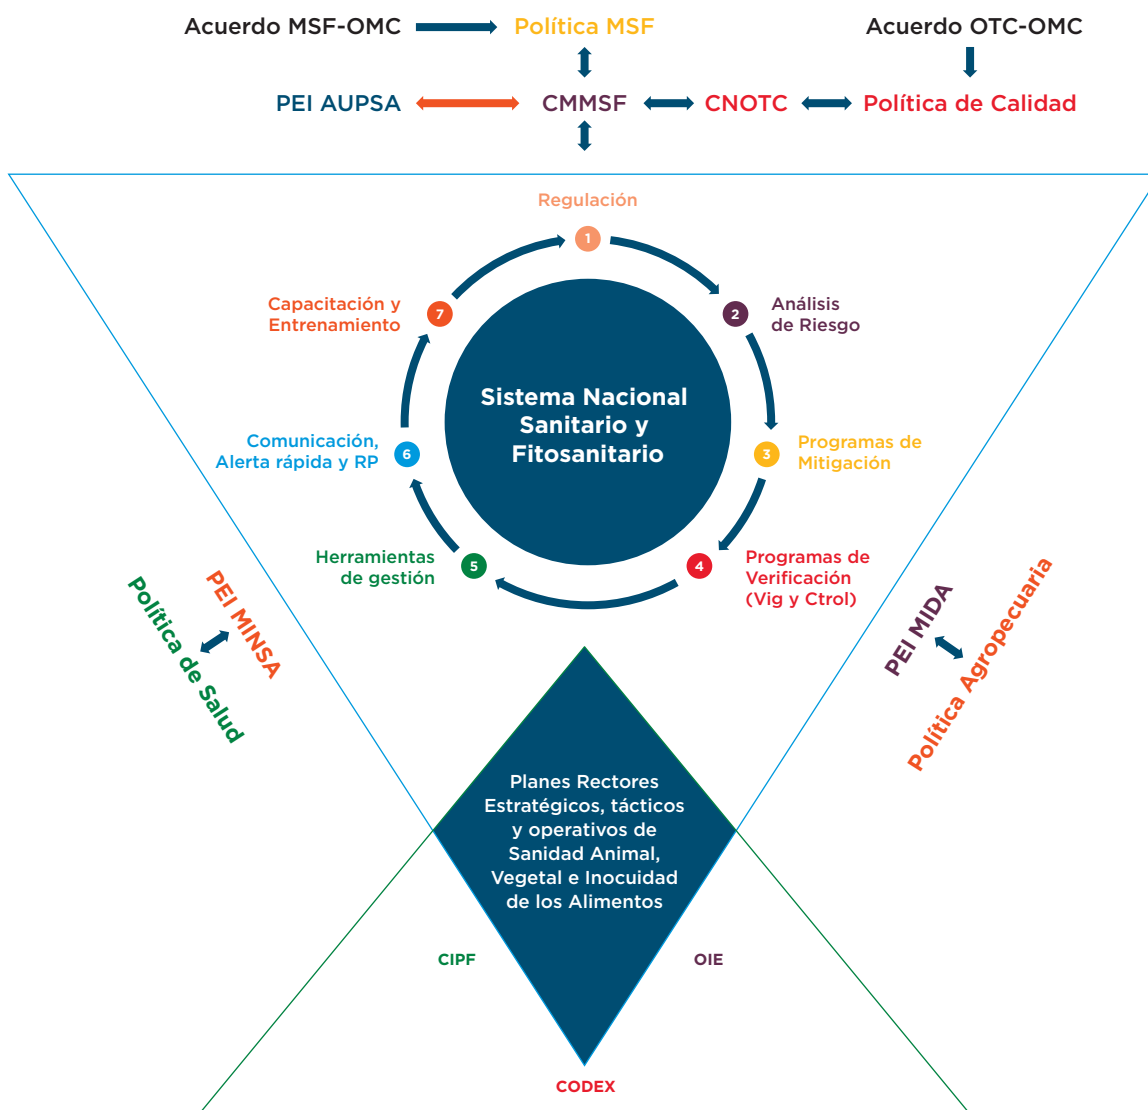 Acuerdo MSF-OMC
Política MSF
Acuerdo OTC-OMC
PEI AUPSA
CMMSF
CNOTC
Política de Calidad
Regulación
1
Capacitación y
Entrenamiento
7
2
Análisis
de Riesgo
Sistema Nacional
Sanitario y
Fitosanitario
Comunicación,
Alerta rápida y RP
6
3
Programas de
Mitigación
Herramientas
de gestión
5
4
Programas de
Verificación
(Vig y Ctrol)
Política de Salud
PEI MINSA
PEI MIDA
Política Agropecuaria
Planes Rectores
Estratégicos, tácticos
y operativos de
Sanidad Animal,
Vegetal e Inocuidad
de los Alimentos
CIPF
OIE
CODEX